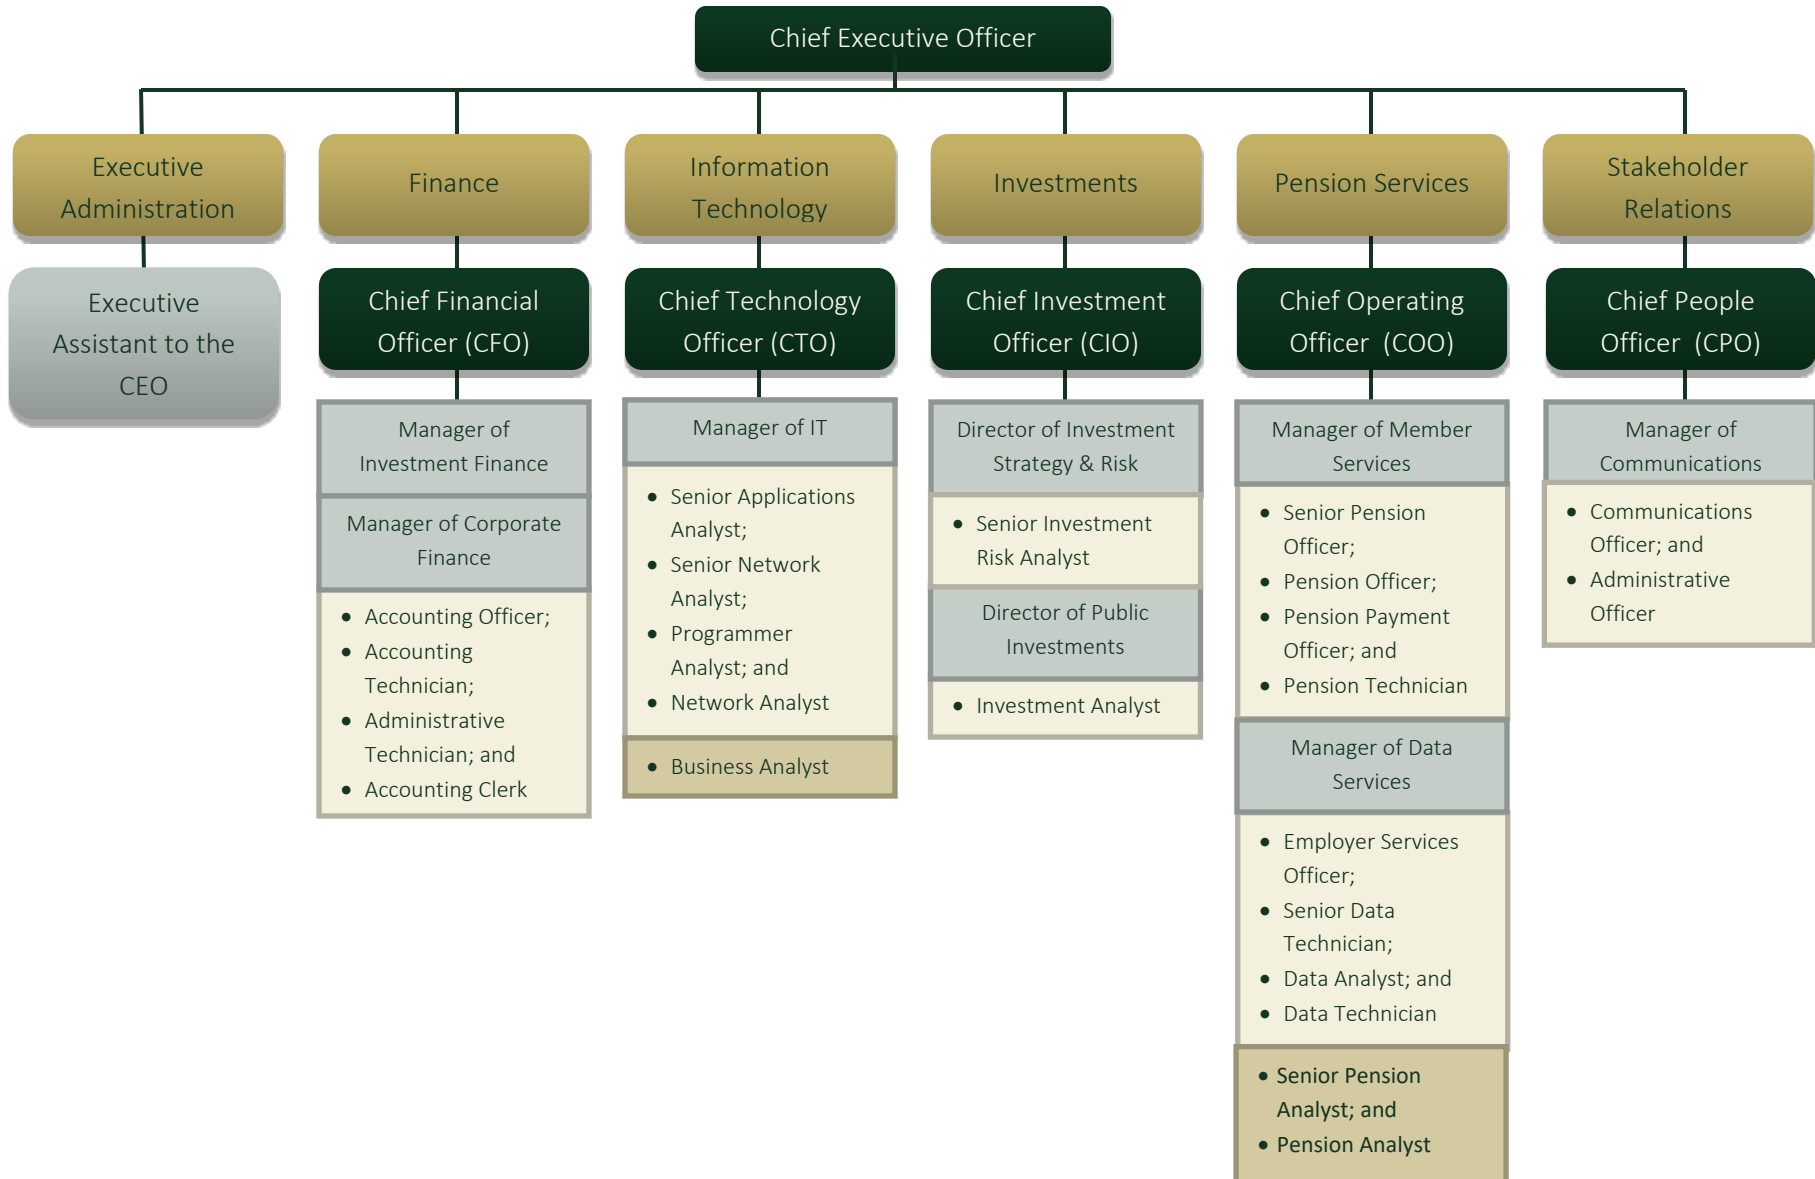 Chief Executive Officer
Executive
Administration
Finance
Information
Technology
Investments
Pension Services
Stakeholder
Relations
Executive
Assistant to the
CEO
Chief Financial
Officer (CFO)
Chief Technology
Officer (CTO)
Chief Investment
Officer (CIO)
Chief Operating
Officer (COO)
Chief People
Officer (CPO)
Manager of
Investment Finance
Manager of Corporate
Finance
• Accounting Officer;
• Accounting
Technician;
• Administrative
Technician; and
• Accounting Clerk
Manager of IT
• Senior Applications
Analyst;
• Senior Network
Analyst;
• Programmer
Analyst; and
• Network Analyst
• Business Analyst
Director of Investment
Strategy & Risk
• Senior Investment
Risk Analyst
Director of Public
Investments
• Investment Analyst
Manager of Member
Services
• Senior Pension
Officer;
• Pension Officer;
• Pension Payment
Officer; and
• Pension Technician
Manager of Data
Services
• Employer Services
Officer;
• Senior Data
Technician;
• Data Analyst; and
• Data Technician
• Senior Pension
Analyst; and
• Pension Analyst
Manager of
Communications
• Communications
Officer; and
• Administrative
Officer